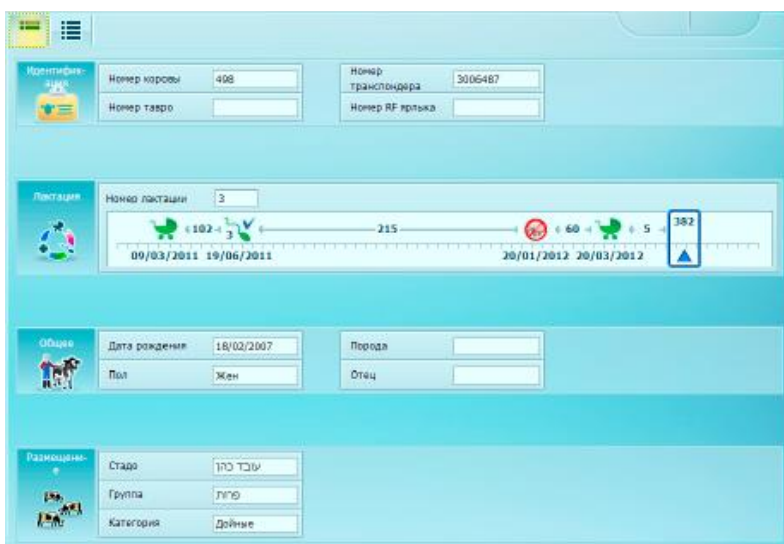 Идентифик-
ация
Номер коровы 498
Номер транспондера 3006487
Номер тавро
Номер RF ярлыка
Лактация
Номер лактации 3
102 3 215 60 5 382
09/03/2011 19/06/2011 20/01/2012 20/03/2012
Общее
Дата рождения 18/02/2007
Порода
Пол Жен
Отец
Размещени-
е
Стадо עובד כהן
Группа פרות
Категория Дойные